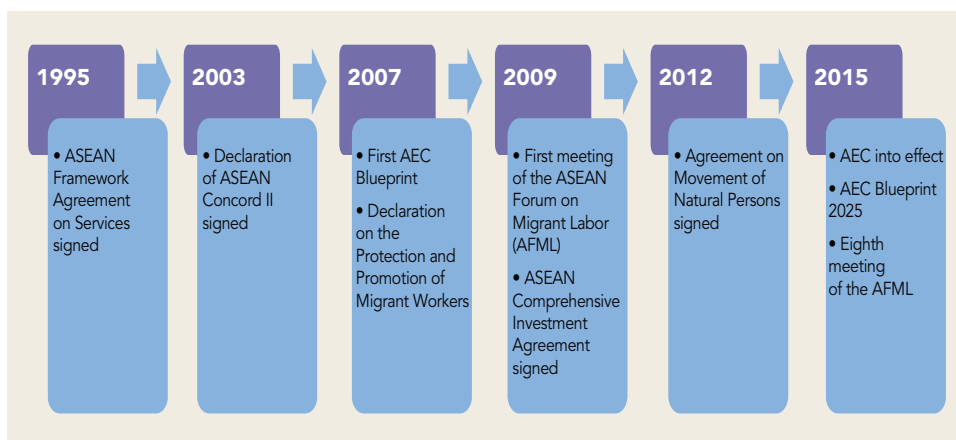 1995
• ASEAN
Framework
Agreement
on Services
signed
2003
• Declaration
of ASEAN
Concord II
signed
2007
• First AEC
Blueprint
• Declaration
on the
Protection and
Promotion of
Migrant Workers
2009
• First meeting
of the ASEAN
Forum on
Migrant Labor
(AFML)
• ASEAN
Comprehensive
Investment
Agreement
signed
2012
• Agreement on
Movement of
Natural Persons
signed
2015
• AEC into effect
• AEC Blueprint
2025
• Eighth
meeting
of the AFML